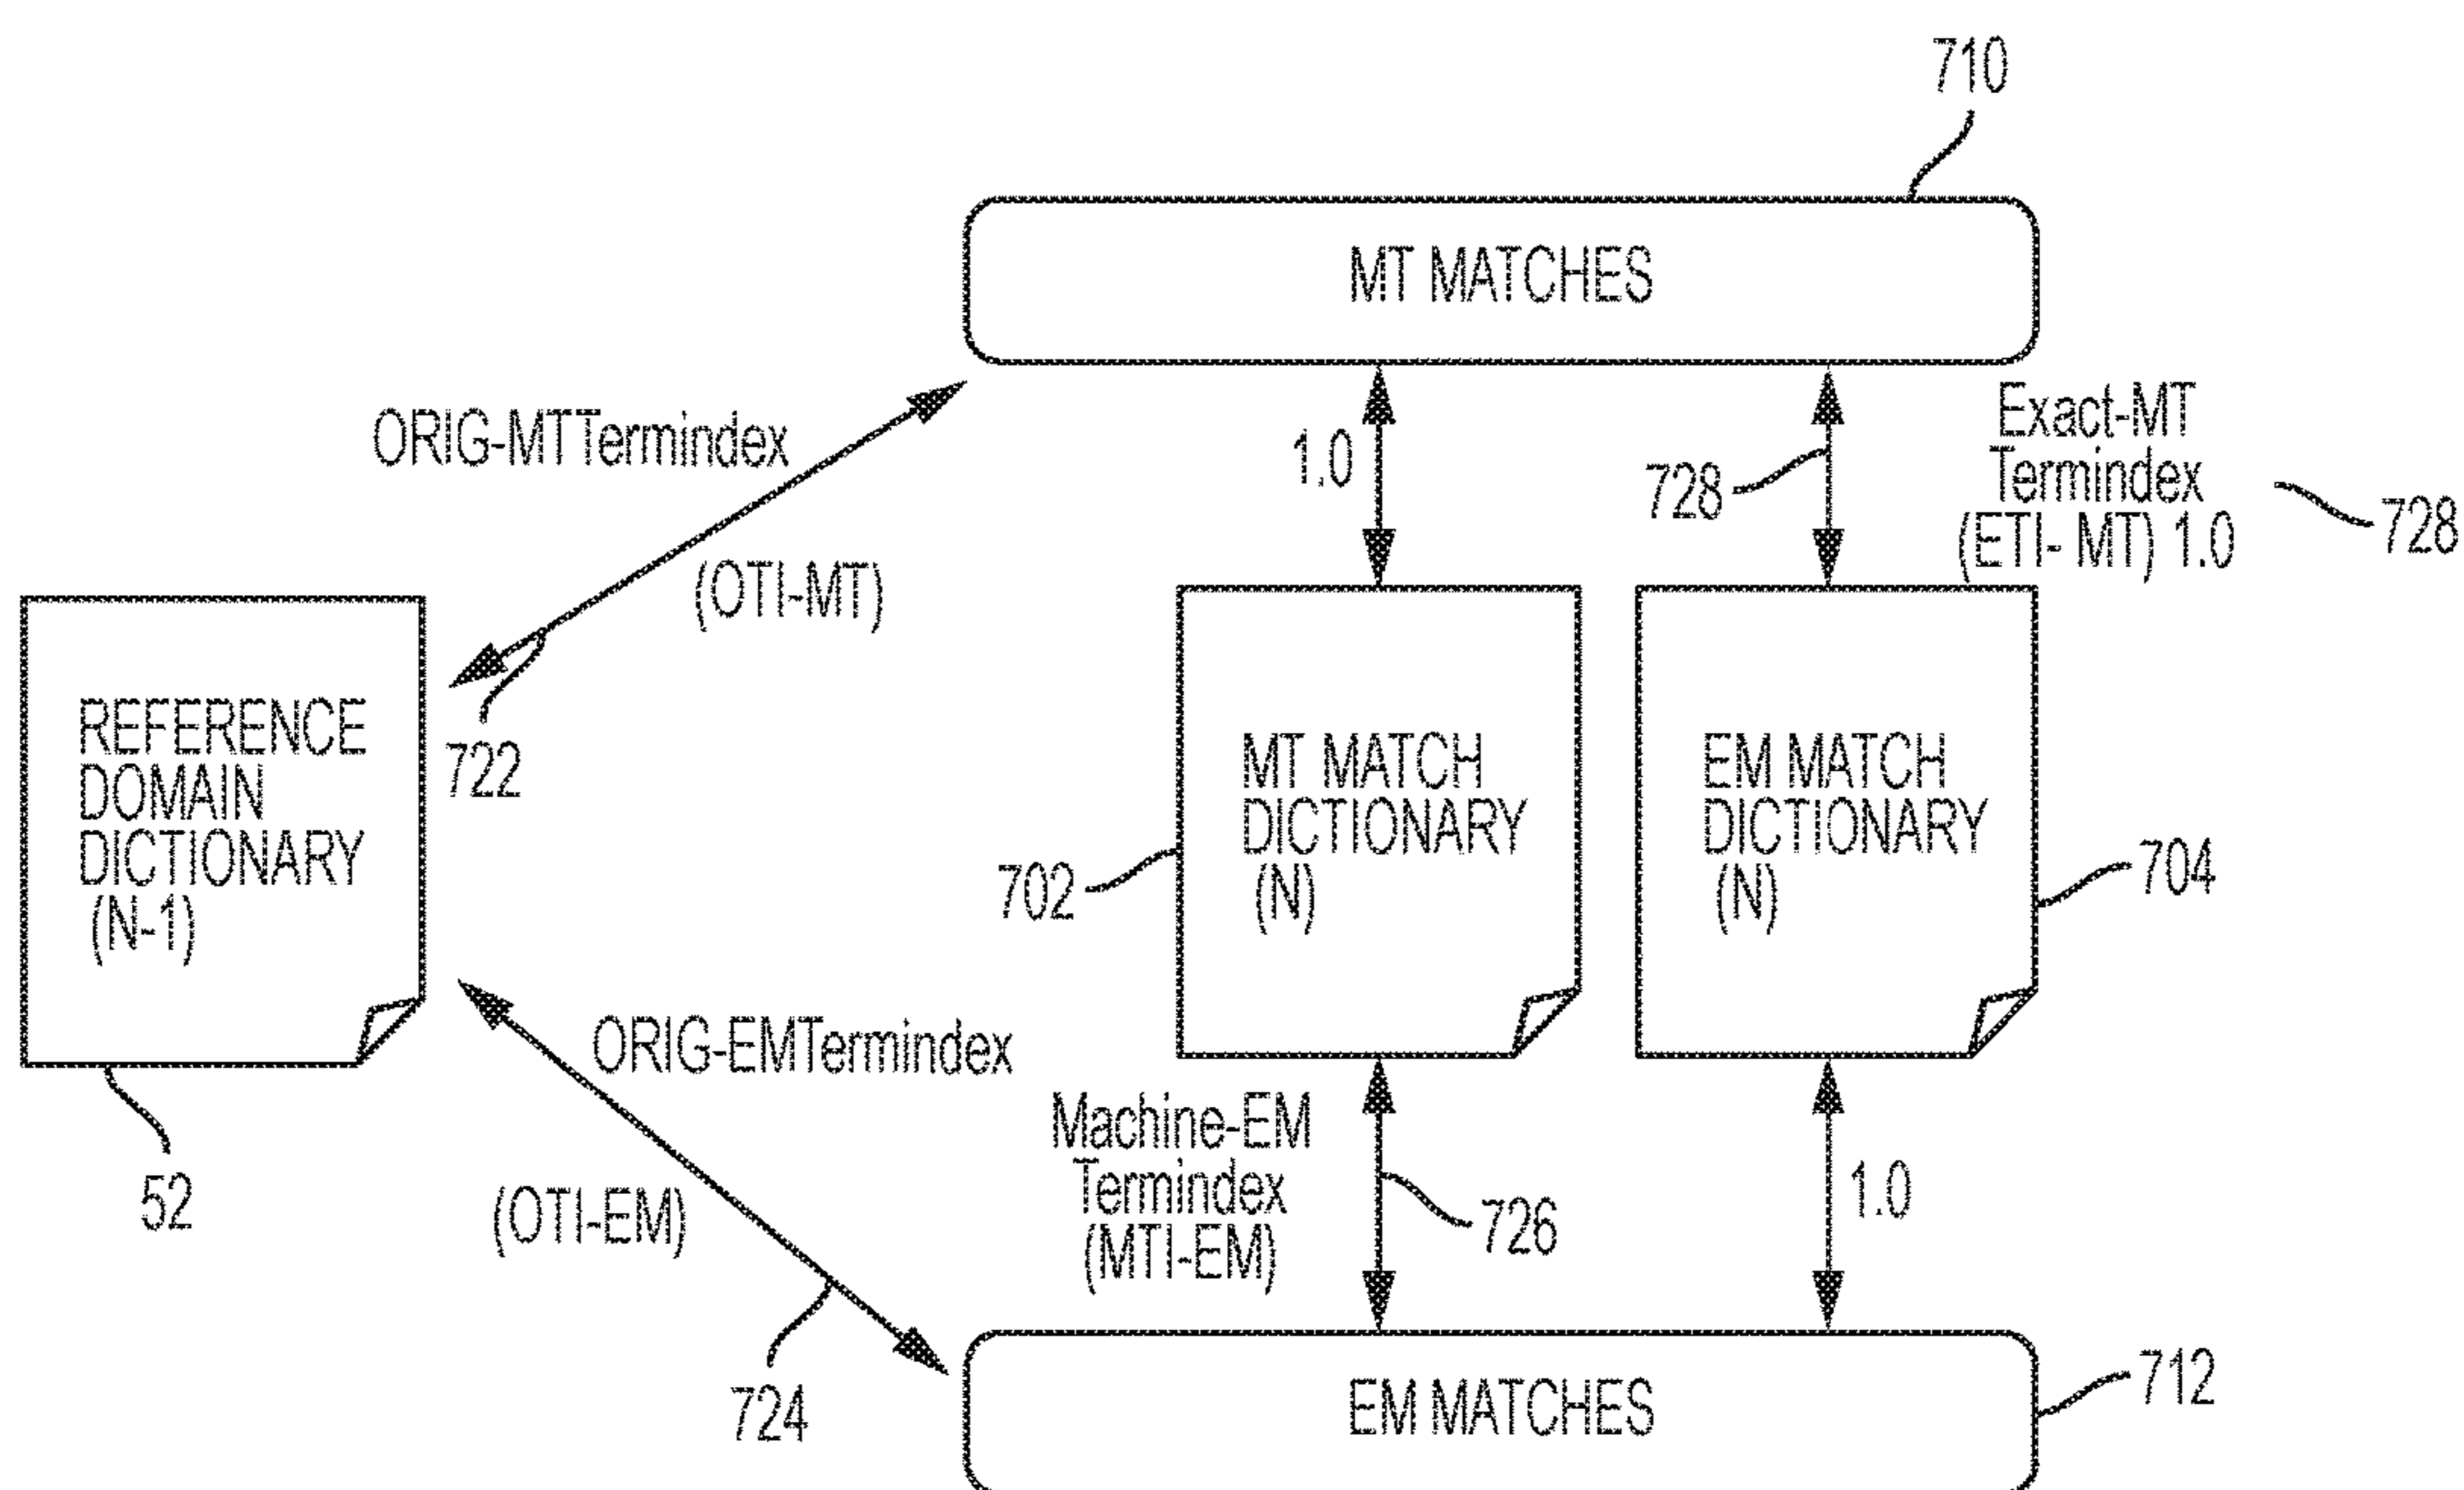 710
MT MATCHES
ORIG-MTTermindex
(OTI-MT)
722
1.0
728
Exact-MT
Termindex
(ETI- MT) 1.0
728
REFERENCE
DOMAIN
DICTIONARY
(N-1)
52
MT MATCH
DICTIONARY
(N)
702
EM MATCH
DICTIONARY
(N)
704
ORIG-EMTermindex
(OTI-EM)
724
Machine-EM
Termindex
(MTI-EM)
726
1.0
EM MATCHES
712